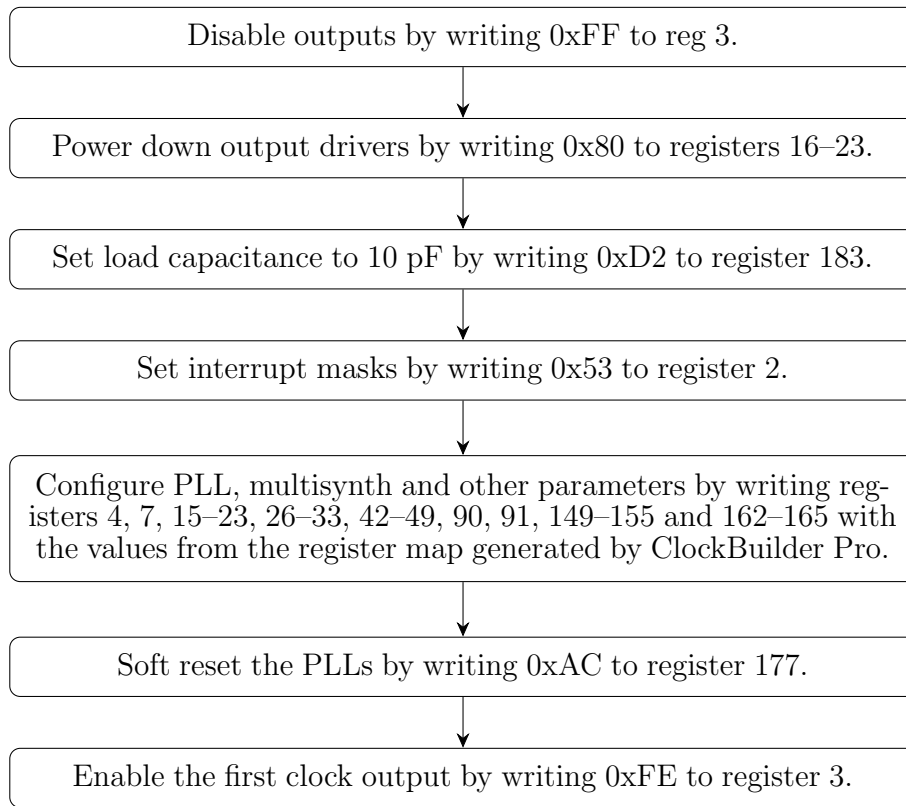 Disable outputs by writing 0xFF to reg 3.
Power down output drivers by writing 0x80 to registers 16–23.
Set load capacitance to 10 pF by writing 0xD2 to register 183.
Set interrupt masks by writing 0x53 to register 2.
Configure PLL, multisynth and other parameters by writing reg-
isters 4, 7, 15–23, 26–33, 42–49, 90, 91, 149–155 and 162–165 with
the values from the register map generated by ClockBuilder Pro.
Soft reset the PLLs by writing 0xAC to register 177.
Enable the first clock output by writing 0xFE to register 3.